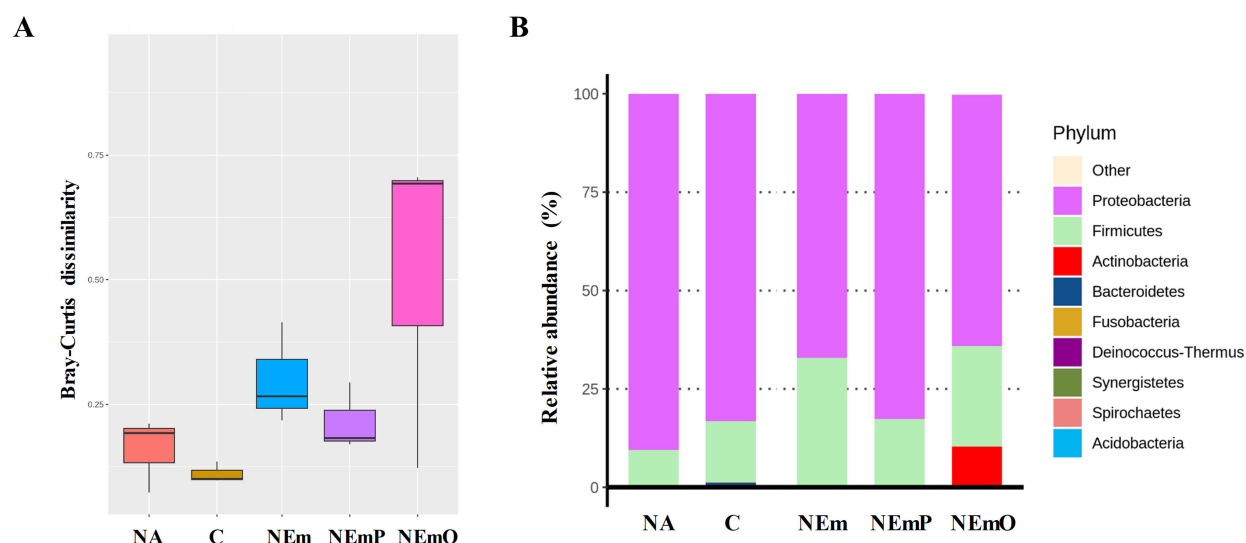 A
B
Bray-Curtis dissimilarity
0.75
0.50
0.25
NA C NEm NEmP NEmO
Relative abundance (%)
100
75
50
25
0
NA C NEm NEmP NEmO
Phylum
Other
Proteobacteria
Firmicutes
Actinobacteria
Bacteroidetes
Fusobacteria
Deinococcus-Thermus
Synergistetes
Spirochaetes
Acidobacteria